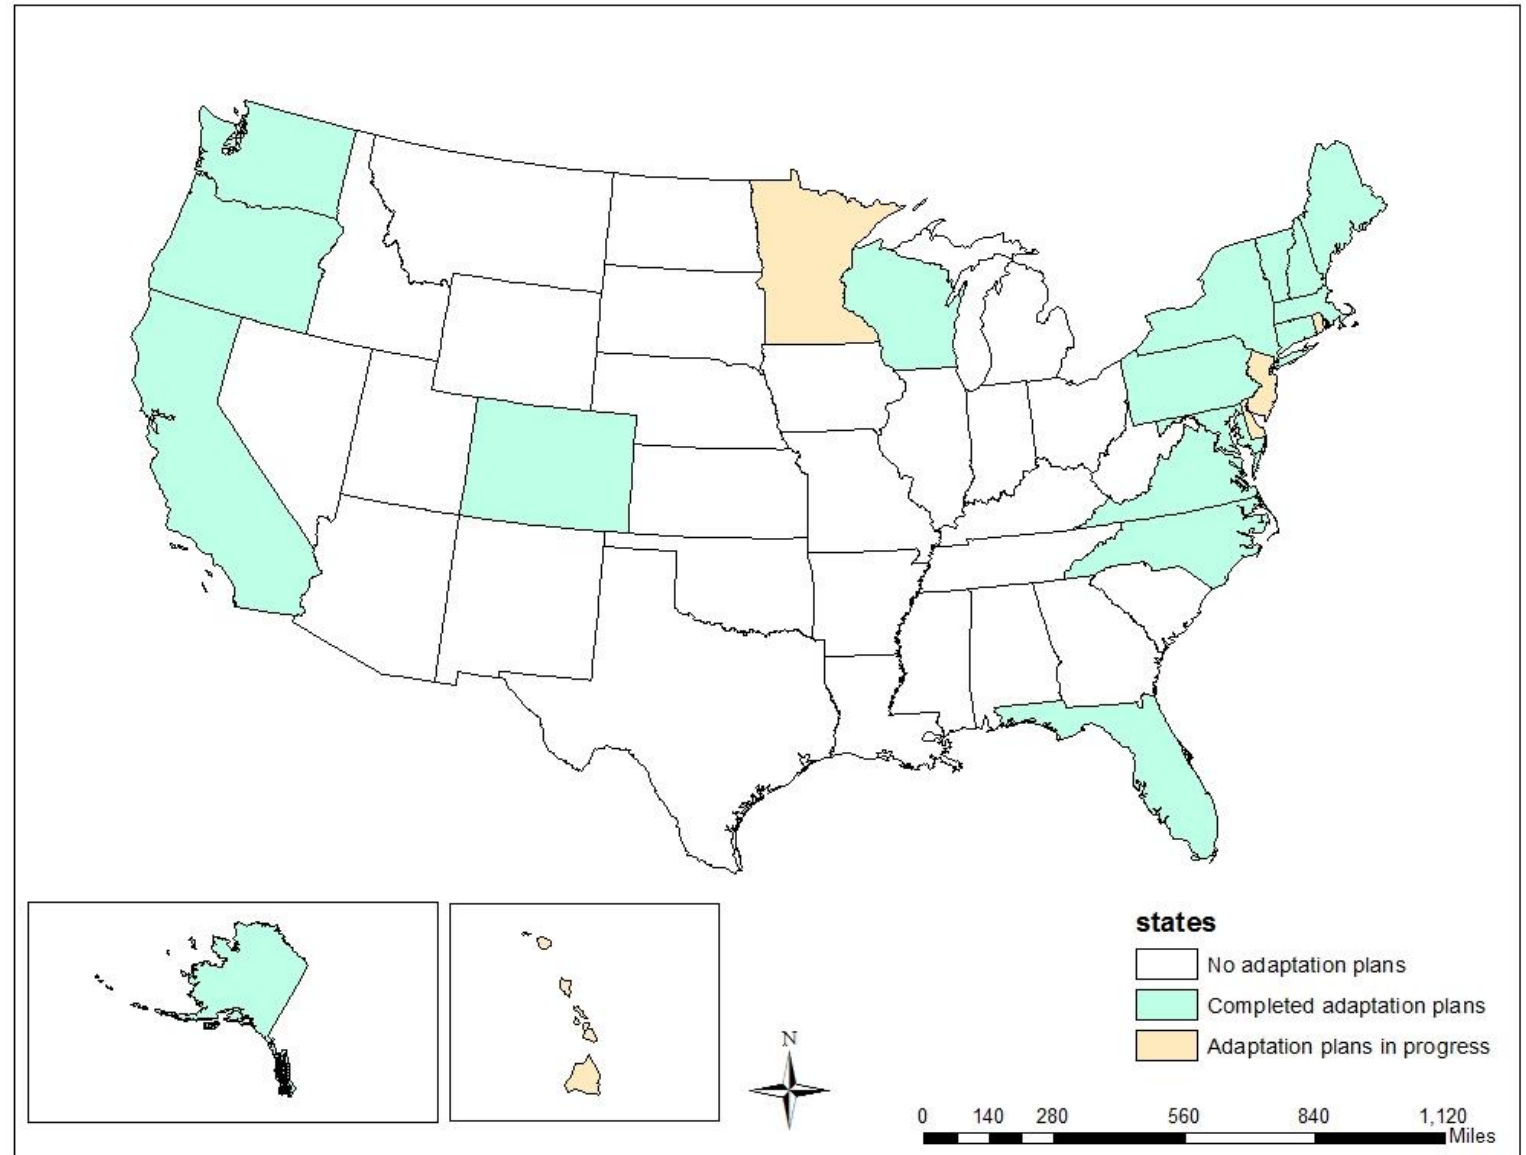 states
No adaptation plans
Completed adaptation plans
Adaptation plans in progress
N
0 140 280 560 840 1,120
Miles